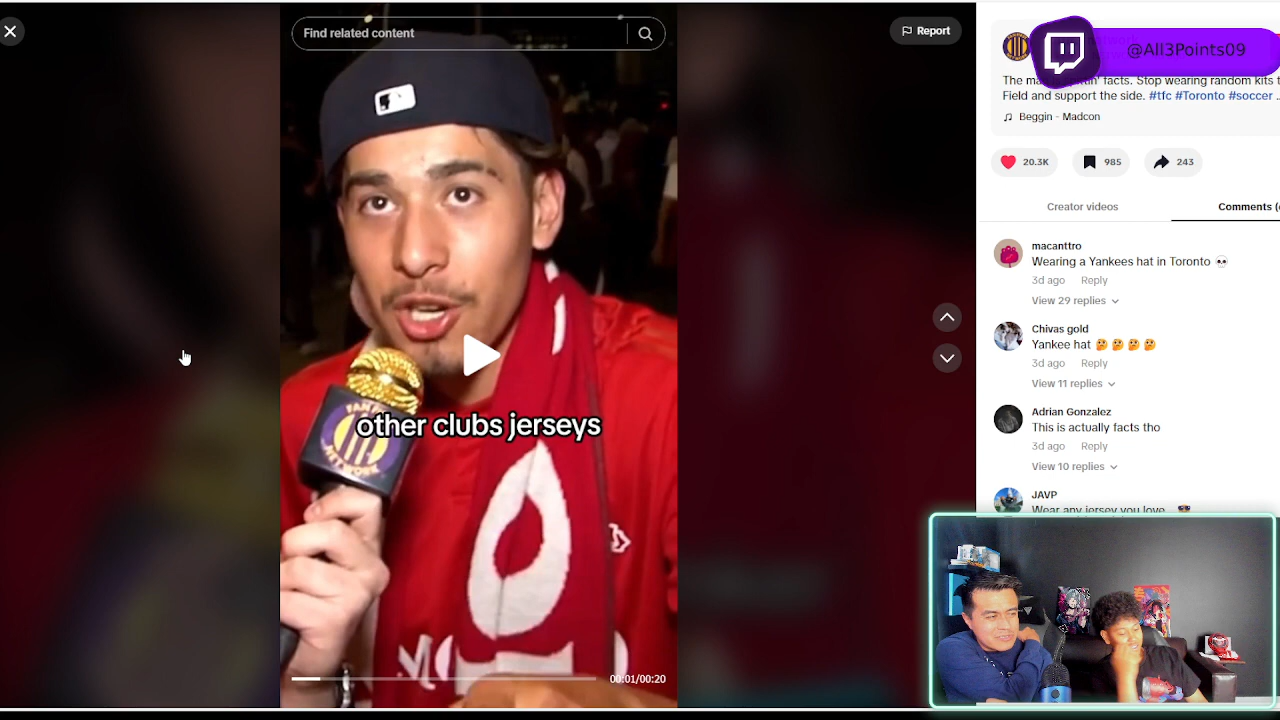 Find related content
Report
@All3Points09
facts. Stop wearing random kits
Field and support the side. #tfc #Toronto #soccer ..
Beggin - Madcon
20.3K
985
243
Creator videos
Comments
macanttro
Wearing a Yankees hat in Toronto 💀
3d ago Reply
View 29 replies
Chivas gold
Yankee hat 🤔🤔🤔🤔
3d ago Reply
View 11 replies
Adrian Gonzalez
This is actually facts tho
3d ago Reply
View 10 replies
JAVP
Wear any jersey you love
other clubs jerseys
NETWORK
00:01/00:20